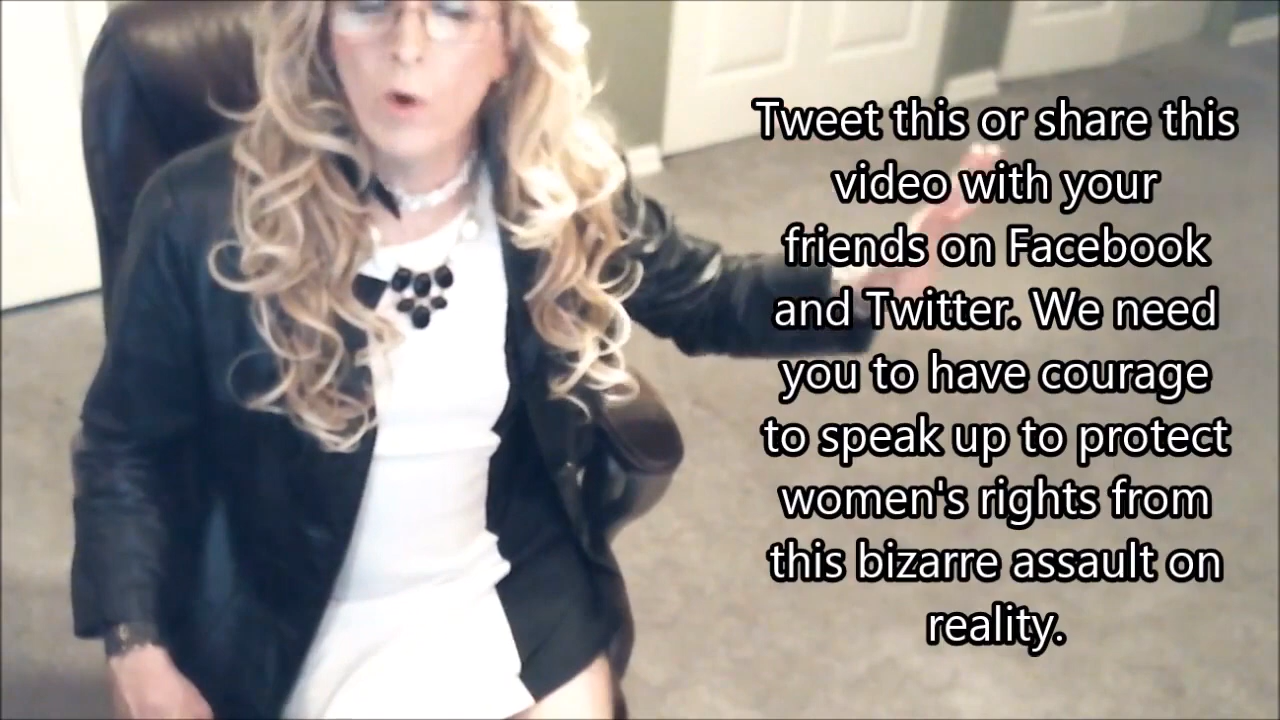 Tweet this or share this
video with your
friends on Facebook
and Twitter. We need
you to have courage
to speak up to protect
women's rights from
this bizarre assault on
reality.